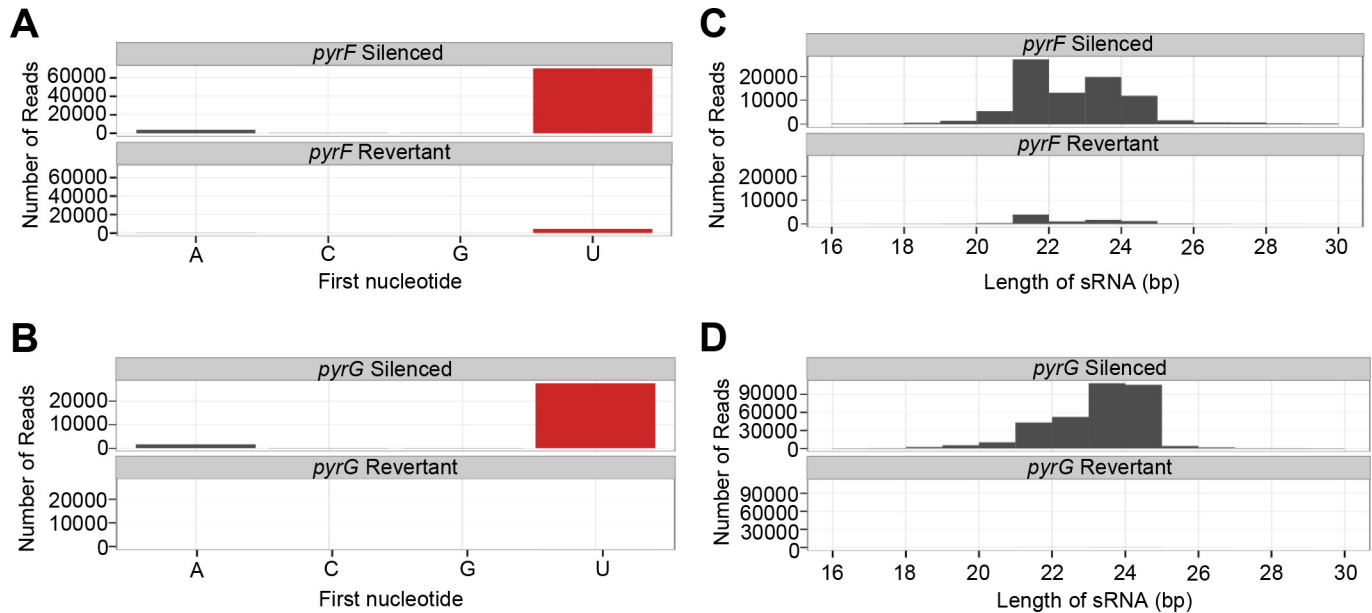 A
pyrF Silenced
Number of Reads
60000
40000
20000
0
pyrF Revertant
60000
40000
20000
0
A C G U
First nucleotide
B
pyrG Silenced
Number of Reads
20000
10000
0
pyrG Revertant
20000
10000
0
A C G U
First nucleotide
C
pyrF Silenced
Number of Reads
20000
10000
0
pyrF Revertant
20000
10000
0
16 18 20 22 24 26 28 30
Length of sRNA (bp)
D
pyrG Silenced
Number of Reads
90000
60000
30000
0
pyrG Revertant
90000
60000
30000
0
16 18 20 22 24 26 28 30
Length of sRNA (bp)